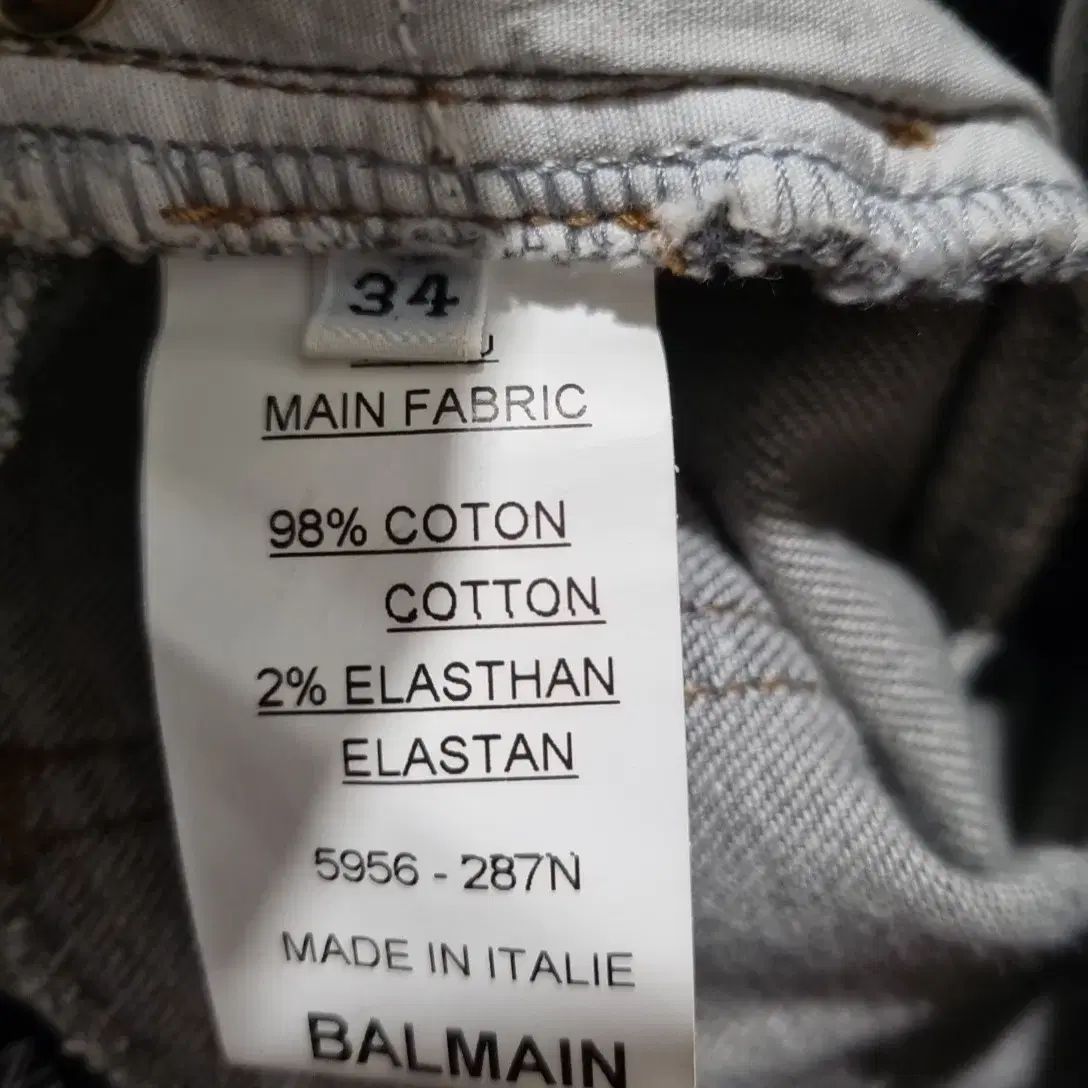 34
MAIN FABRIC
98% COTON
COTTON
2% ELASTHAN
ELASTAN
5956 - 287N
MADE IN ITALIE
BALMAIN